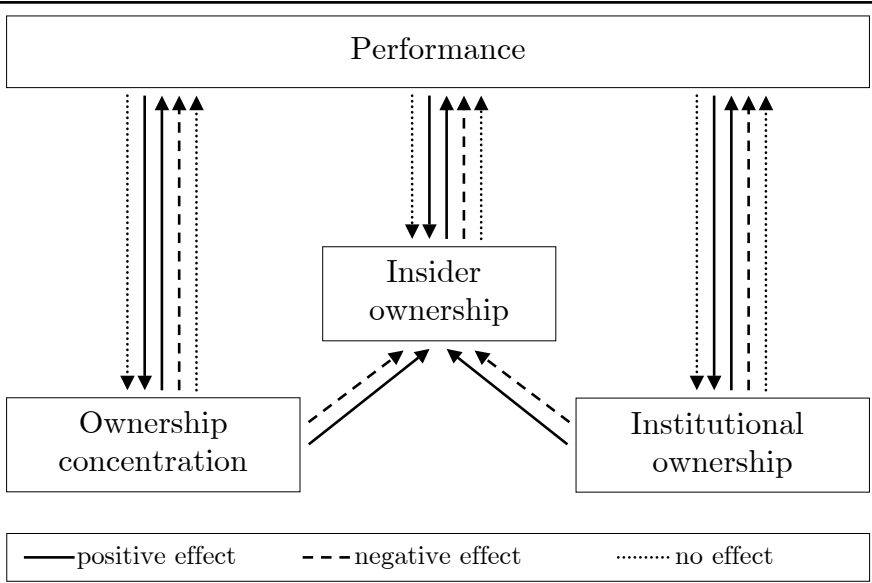 Performance
Insider
ownership
Ownership
concentration
Institutional
ownership
positive effect
negative effect
no effect